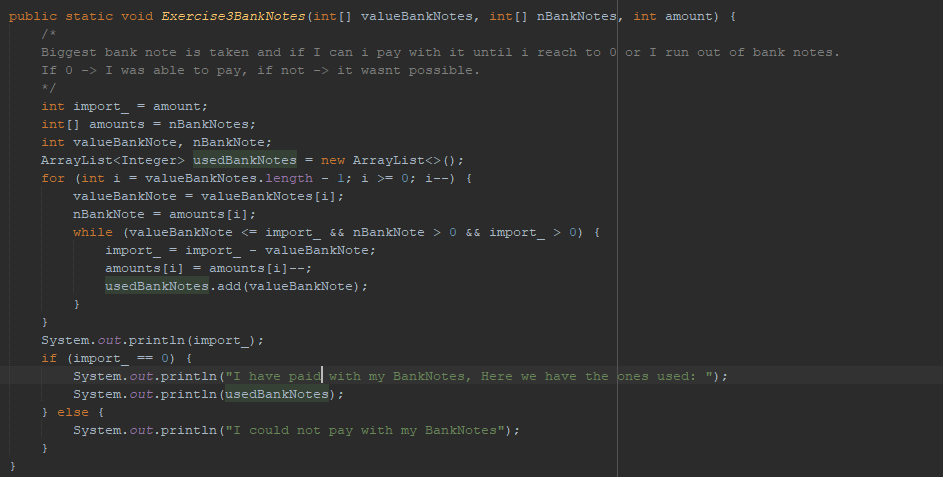 public static void Exercise3BankNotes(int[] valueBankNotes, int[] nBankNotes, int amount) {
/*
Biggest bank note is taken and if I can i pay with it until i reach to 0 or I run out of bank notes.
If 0 -> I was able to pay, if not -> it wasnt possible.
*/
int import_ = amount;
int[] amounts = nBankNotes;
int valueBankNote, nBankNote;
ArrayList<Integer> usedBankNotes = new ArrayList<>();
for (int i = valueBankNotes.length - 1; i >= 0; i--) {
valueBankNote = valueBankNotes[i];
nBankNote = amounts[i];
while (valueBankNote <= import_ && nBankNote > 0 && import_ > 0) {
import_ = import_ - valueBankNote;
amounts[i] = amounts[i]--;
usedBankNotes.add(valueBankNote);
}
}
System.out.println(import_);
if (import_ == 0) {
System.out.println("I have paid with my BankNotes, Here we have the ones used: ");
System.out.println(usedBankNotes);
} else {
System.out.println("I could not pay with my BankNotes");
}
}